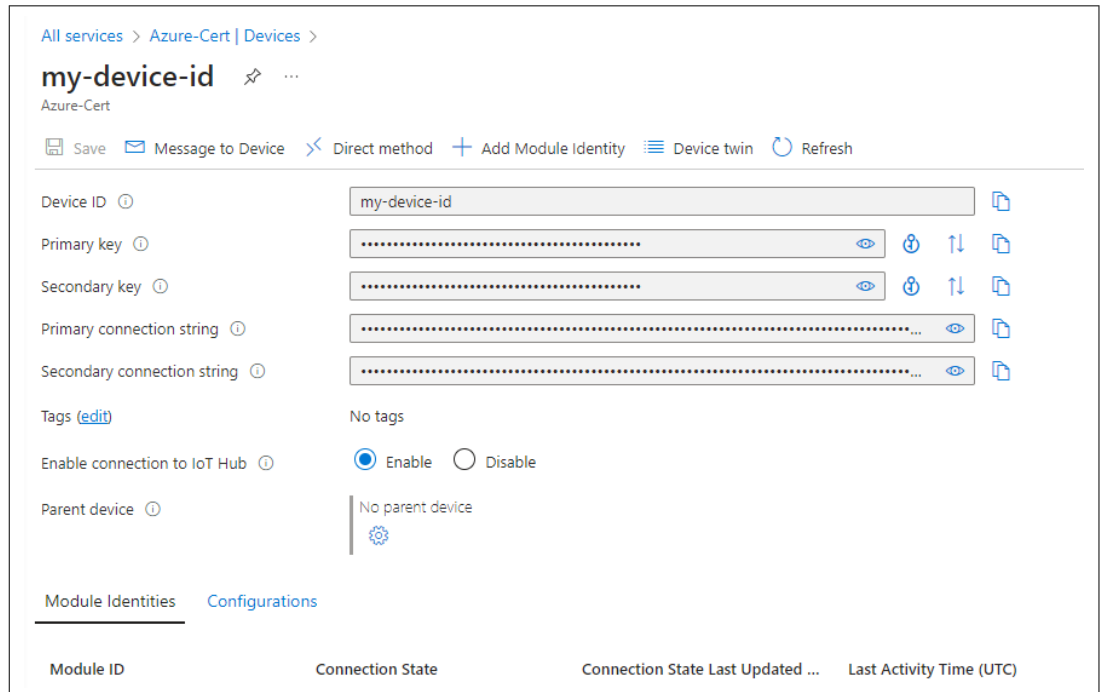 All services > Azure-Cert | Devices >
my-device-id ...
Azure-Cert
Save Message to Device Direct method Add Module Identity Device twin Refresh
Device ID my-device-id
Primary key
Secondary key
Primary connection string ...
Secondary connection string ...
Tags (edit) No tags
Enable connection to IoT Hub Enable Disable
Parent device No parent device
Module Identities Configurations
Module ID Connection State Connection State Last Updated ... Last Activity Time (UTC)